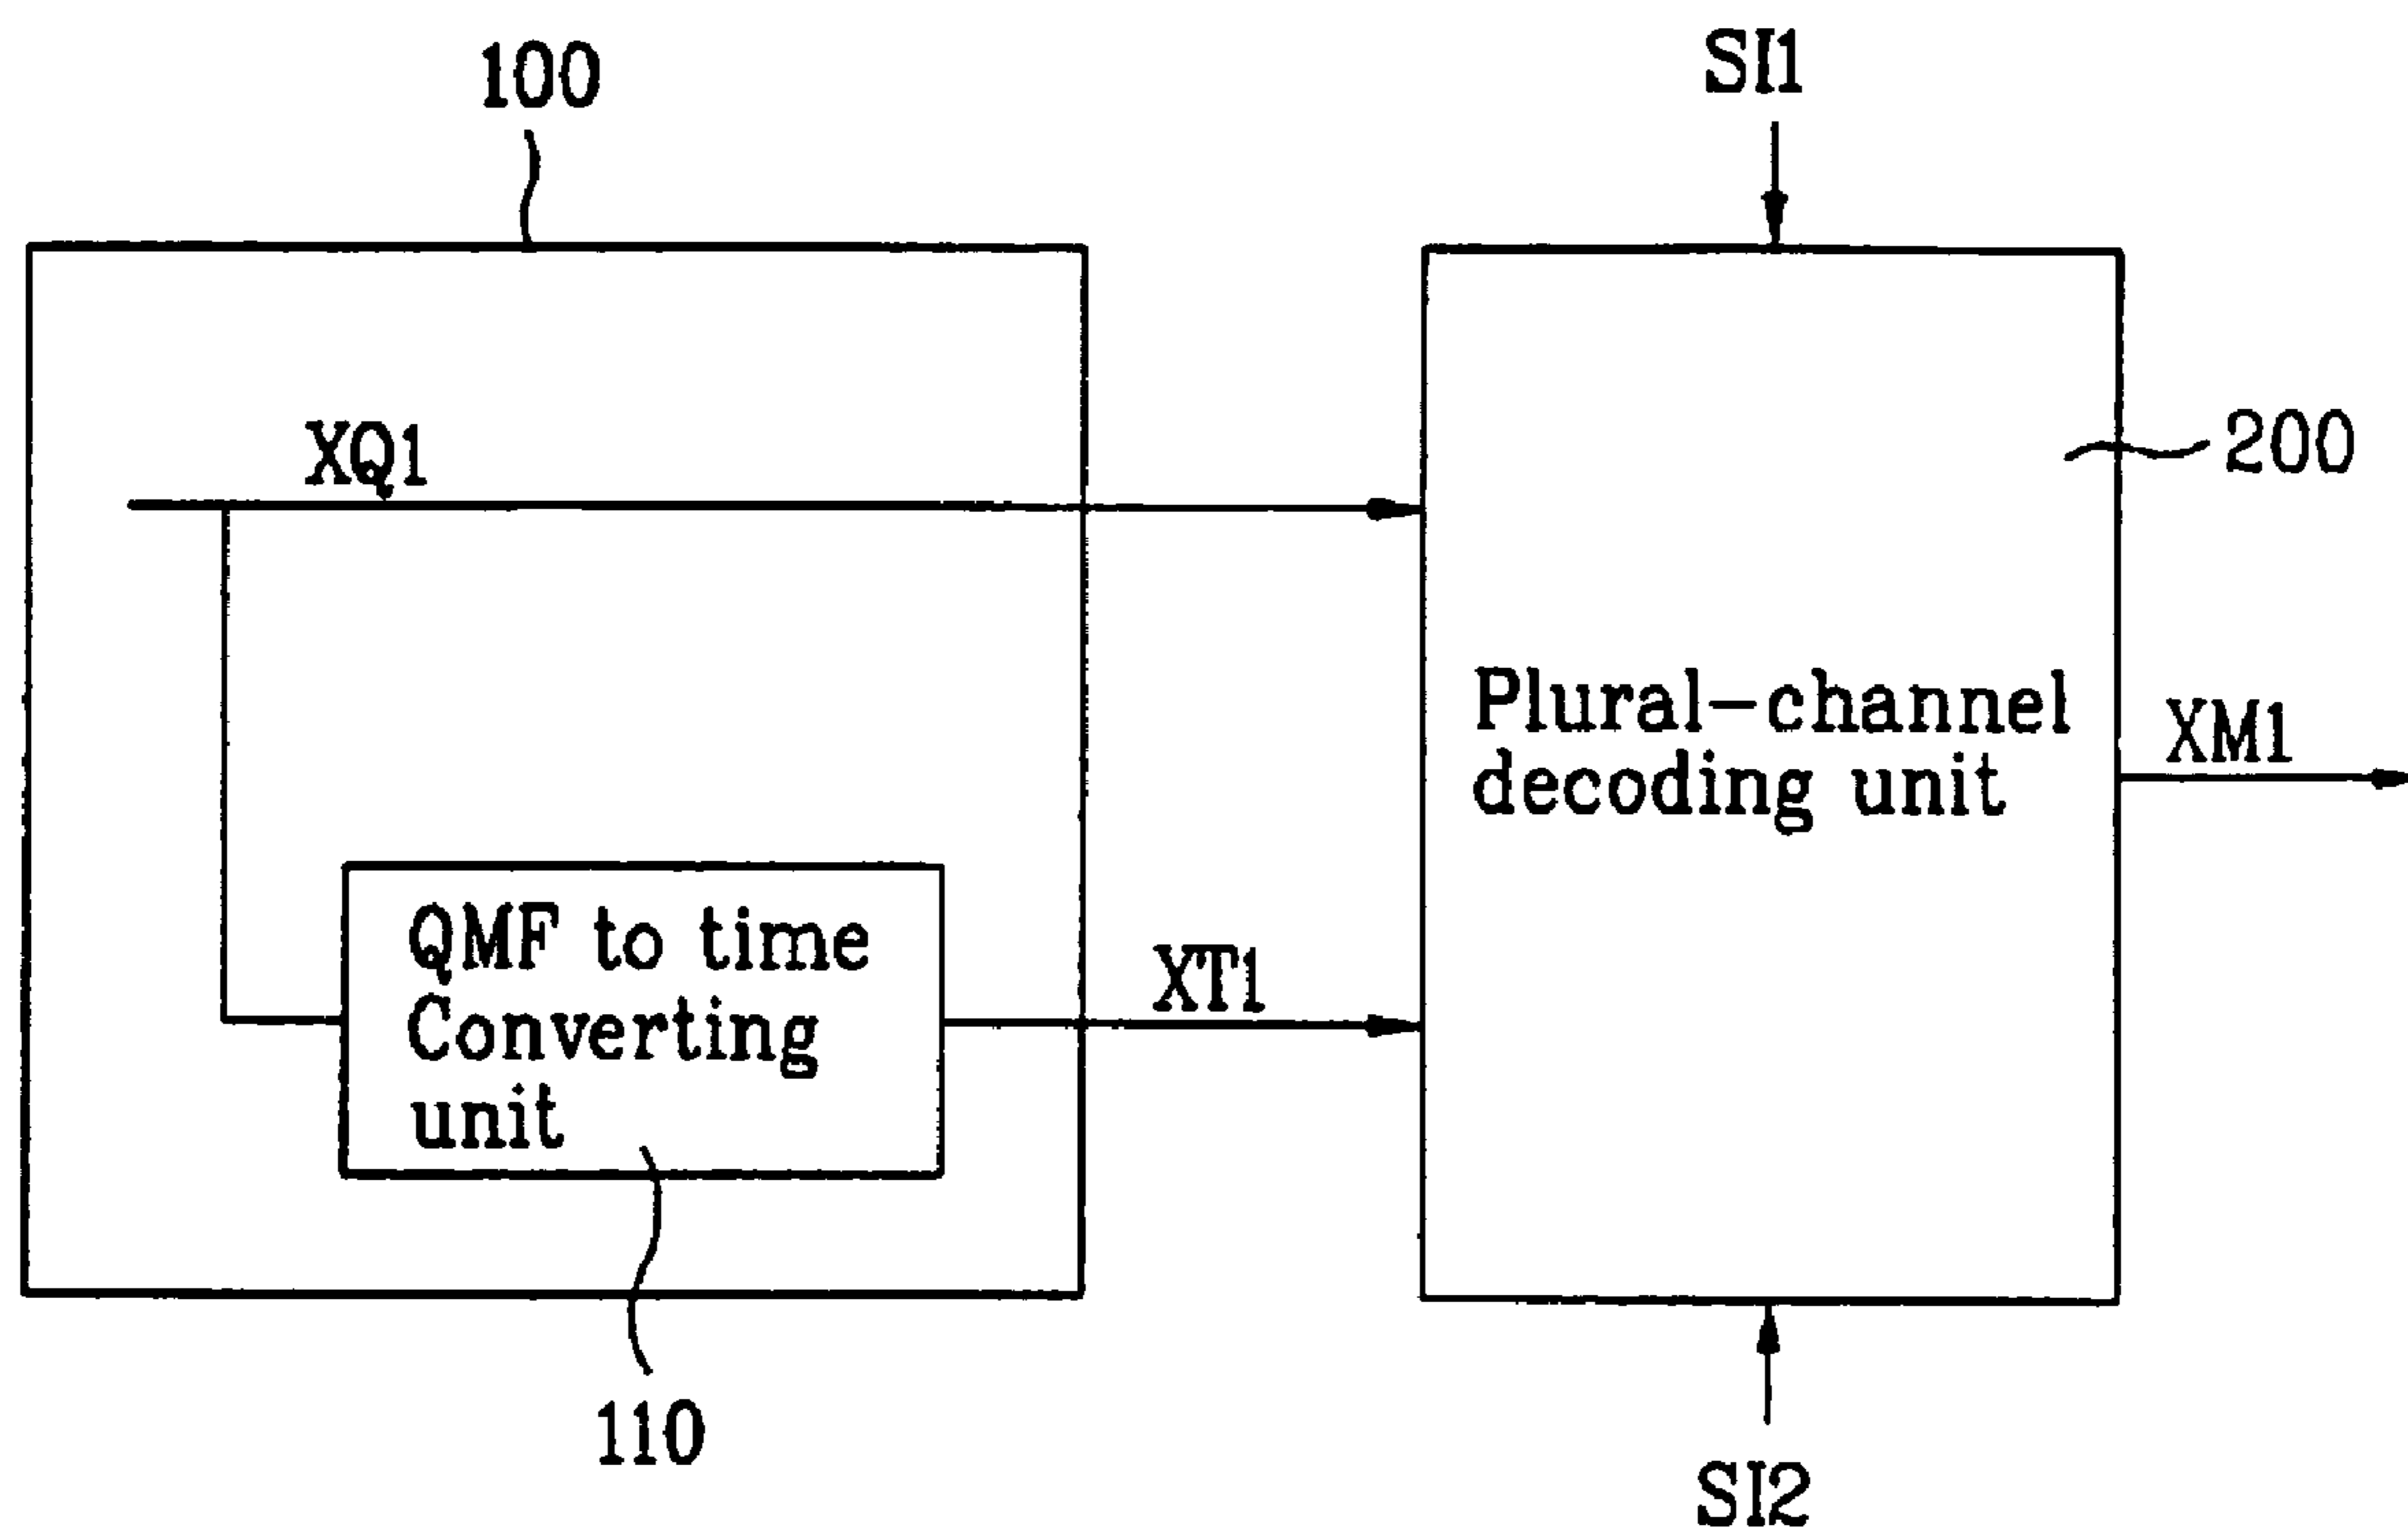 100
SI1
XQ1
200
Plural-channel
decoding unit
XM1
QMF to time
Converting
unit
XT1
110
SI2